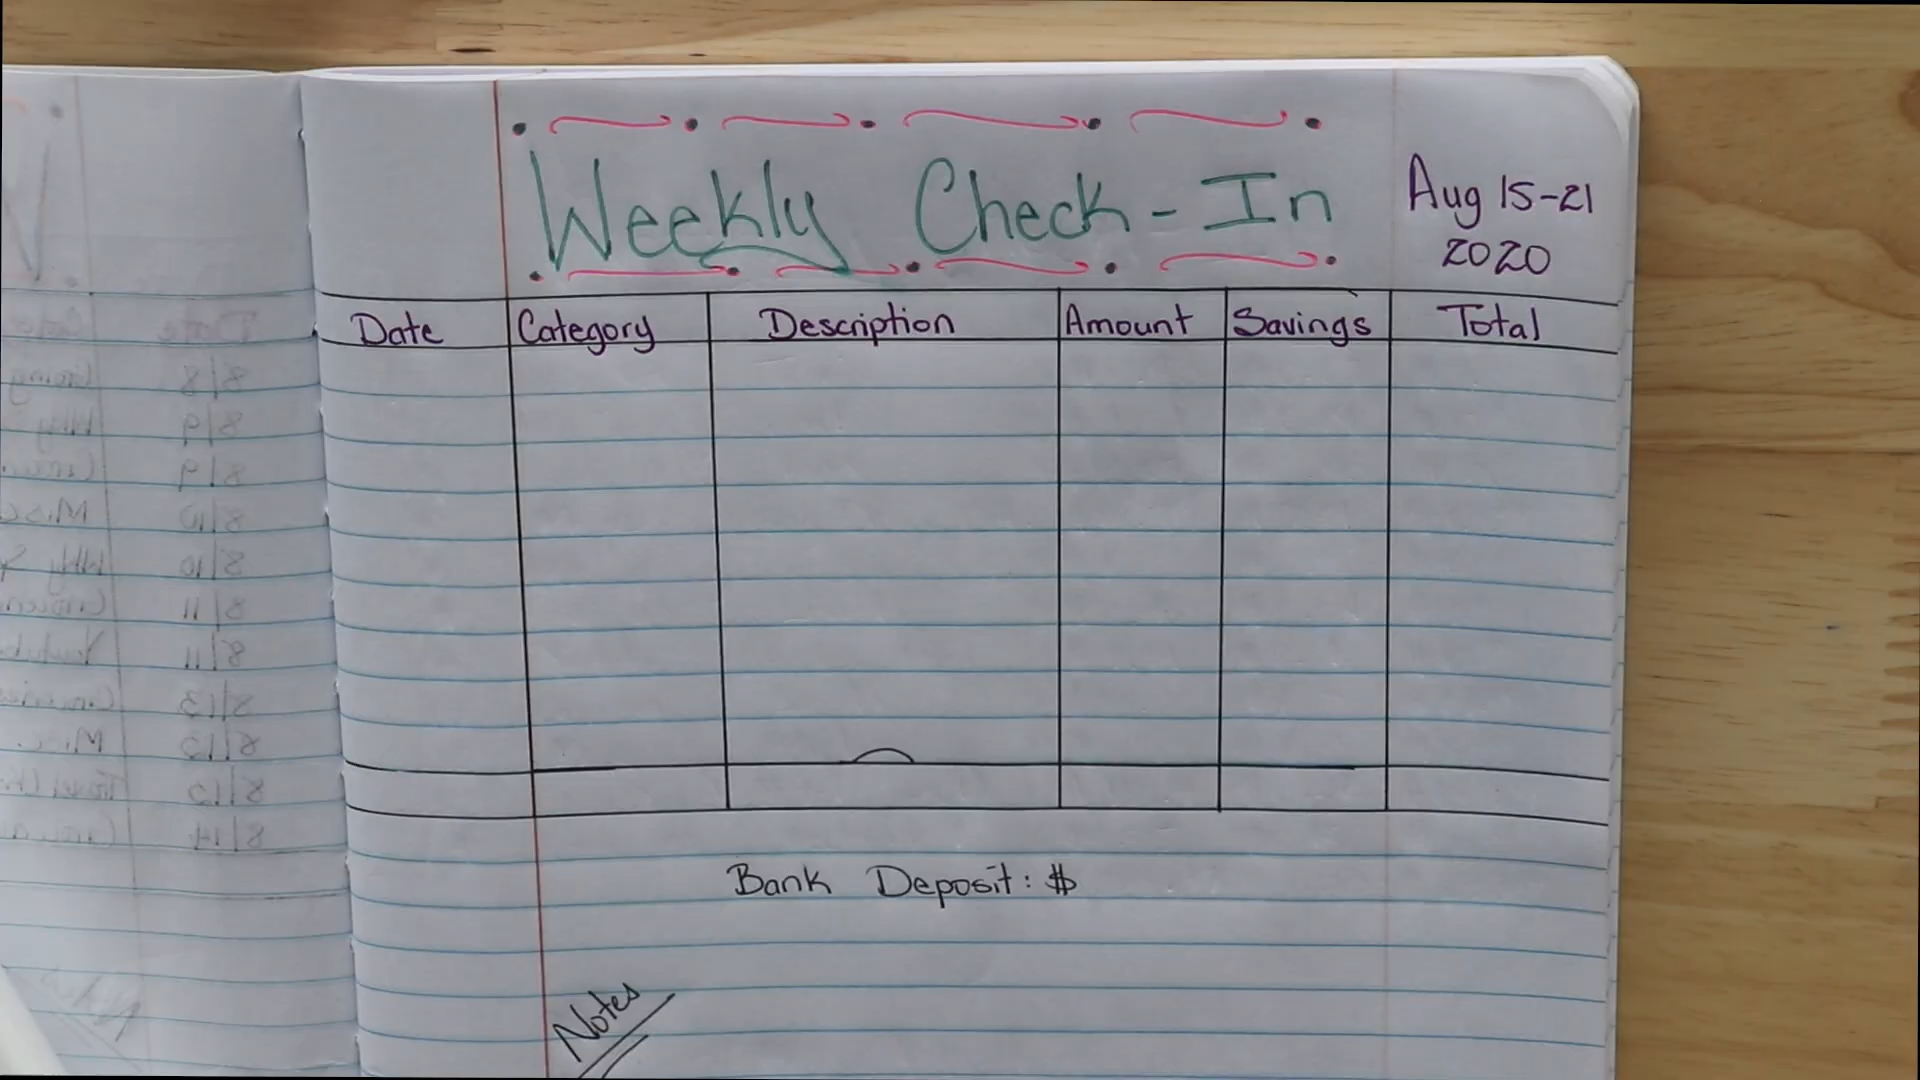 Weekly Check-In
Aug 15-21
2020
Date Category Description Amount Savings Total
Bank Deposit: $
Notes